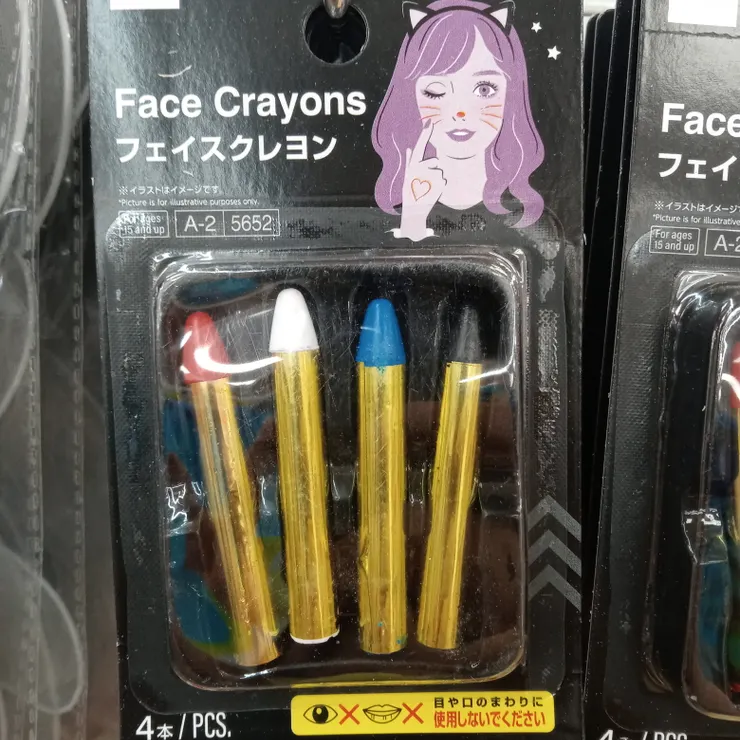 Face Crayons
フェイスクレヨン
※イラストはイメージです。
*Picture is for illustrative purposes only.
For ages
15 and up
A-2
5652
4本/PCS.
目や口のまわりに
使用しないでください
Face
フェイ
※イラストはイメージ
*Picture is for illustrative
For ages
15 and up
A-2